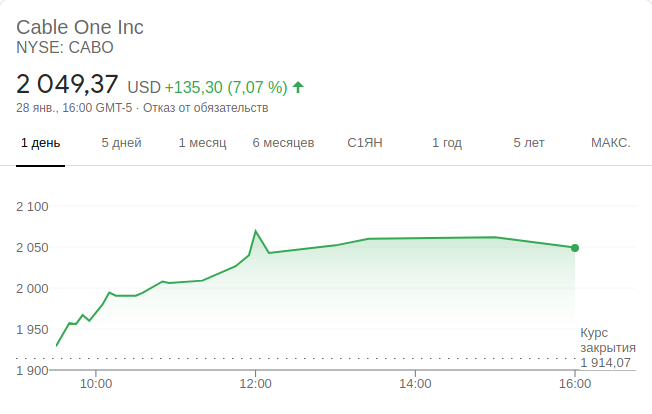 Cable One Inc
NYSE: CABO
2 049,37 USD +135,30 (7,07 %)
28 янв., 16:00 GMT-5 · Отказ от обязательств
1 день 5 дней 1 месяц 6 месяцев С1ЯН 1 год 5 лет МАКС.
2 100
2 050
2 000
1 950
Курс
закрытия
1 914,07
1 900
10:00 12:00 14:00 16:00